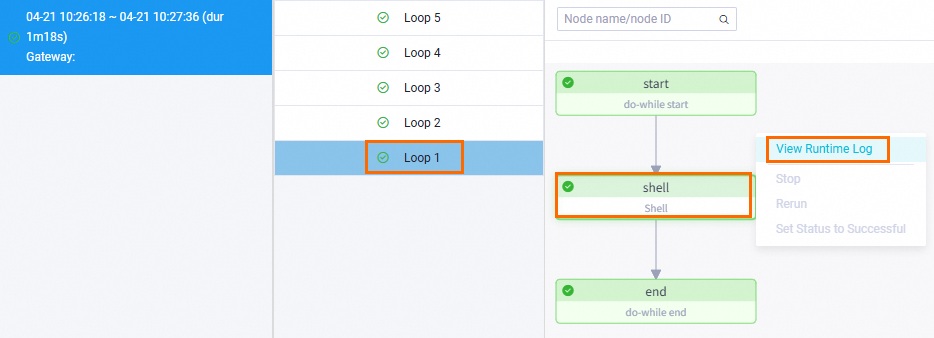 04-21 10:26:18 ~ 04-21 10:27:36 (dur
1m18s)
Gateway:
Loop 5
Loop 4
Loop 3
Loop 2
Loop 1
Node name/node ID
start
do-while start
shell
Shell
end
do-while end
View Runtime Log
Stop
Rerun
Set Status to Successful